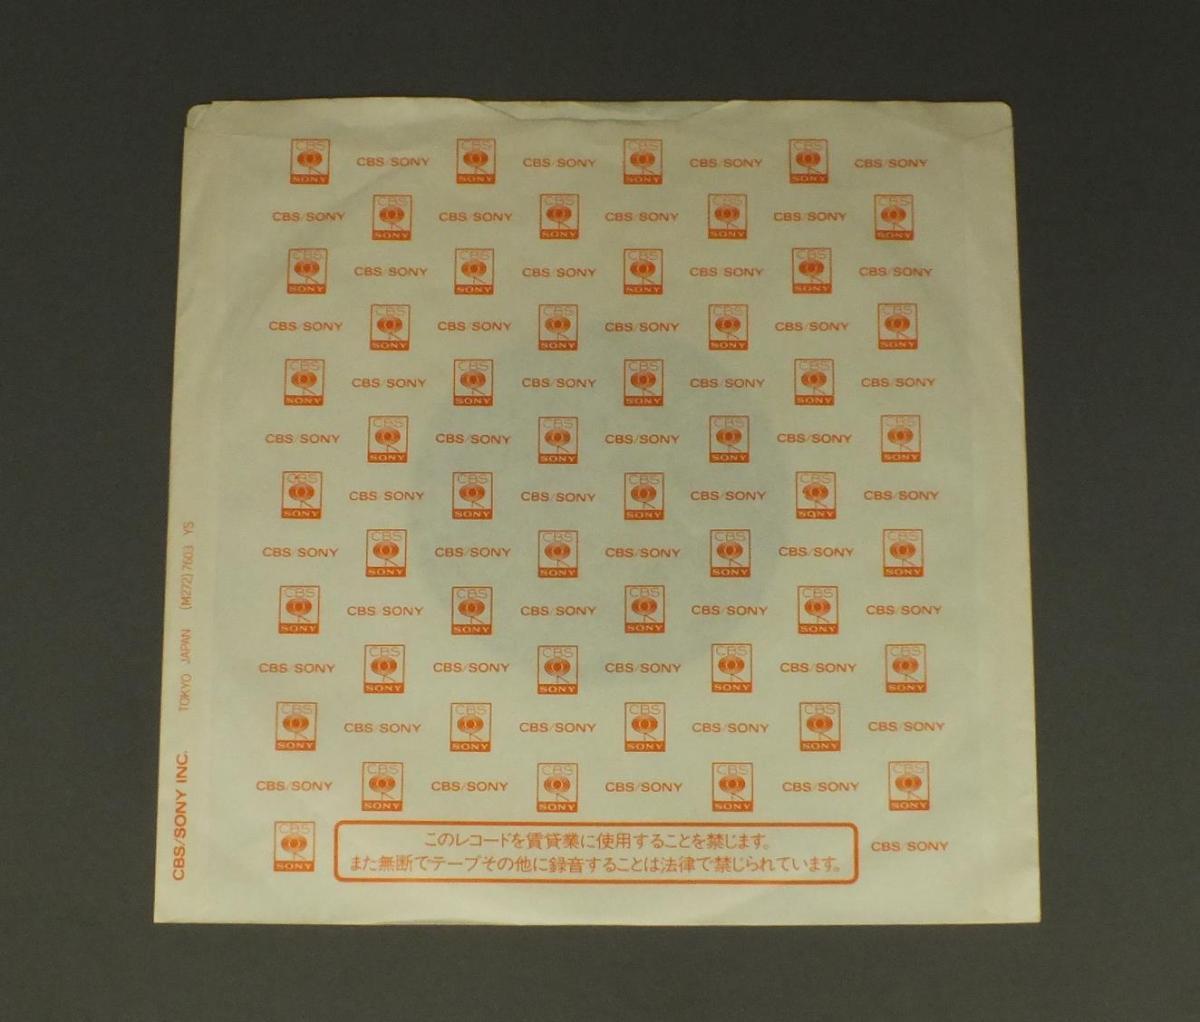 CBS SONY CBS/SONY CBS SONY CBS/SONY CBS SONY CBS/SONY CBS SONY CBS/SONY
CBS/SONY CBS SONY CBS/SONY CBS SONY CBS/SONY CBS SONY CBS/SONY CBS SONY
CBS SONY CBS/SONY CBS SONY CBS/SONY CBS SONY CBS/SONY CBS SONY CBS/SONY
CBS/SONY CBS SONY CBS/SONY CBS SONY CBS/SONY CBS SONY CBS/SONY CBS SONY
CBS SONY CBS/SONY CBS SONY CBS/SONY CBS SONY CBS/SONY CBS SONY CBS/SONY
CBS/SONY CBS SONY CBS/SONY CBS SONY CBS/SONY CBS SONY CBS/SONY CBS SONY
CBS SONY CBS/SONY CBS SONY CBS/SONY CBS SONY CBS/SONY CBS SONY CBS/SONY
CBS/SONY CBS SONY CBS/SONY CBS SONY CBS/SONY CBS SONY CBS/SONY CBS SONY
CBS SONY CBS/SONY CBS SONY CBS/SONY CBS SONY CBS/SONY CBS SONY CBS/SONY
CBS/SONY CBS SONY CBS/SONY CBS SONY CBS/SONY CBS SONY CBS/SONY CBS SONY
CBS SONY CBS/SONY CBS SONY CBS/SONY CBS SONY CBS/SONY CBS SONY CBS/SONY
CBS/SONY CBS SONY CBS/SONY CBS SONY CBS/SONY CBS SONY CBS/SONY CBS SONY
CBS SONY
このレコードを賃貸業に使用することを禁じます。
また無断でテープその他に録音することは法律で禁じられています。
CBS/SONY
CBS/SONY INC. TOKYO JAPAN (M272) 7603 YS